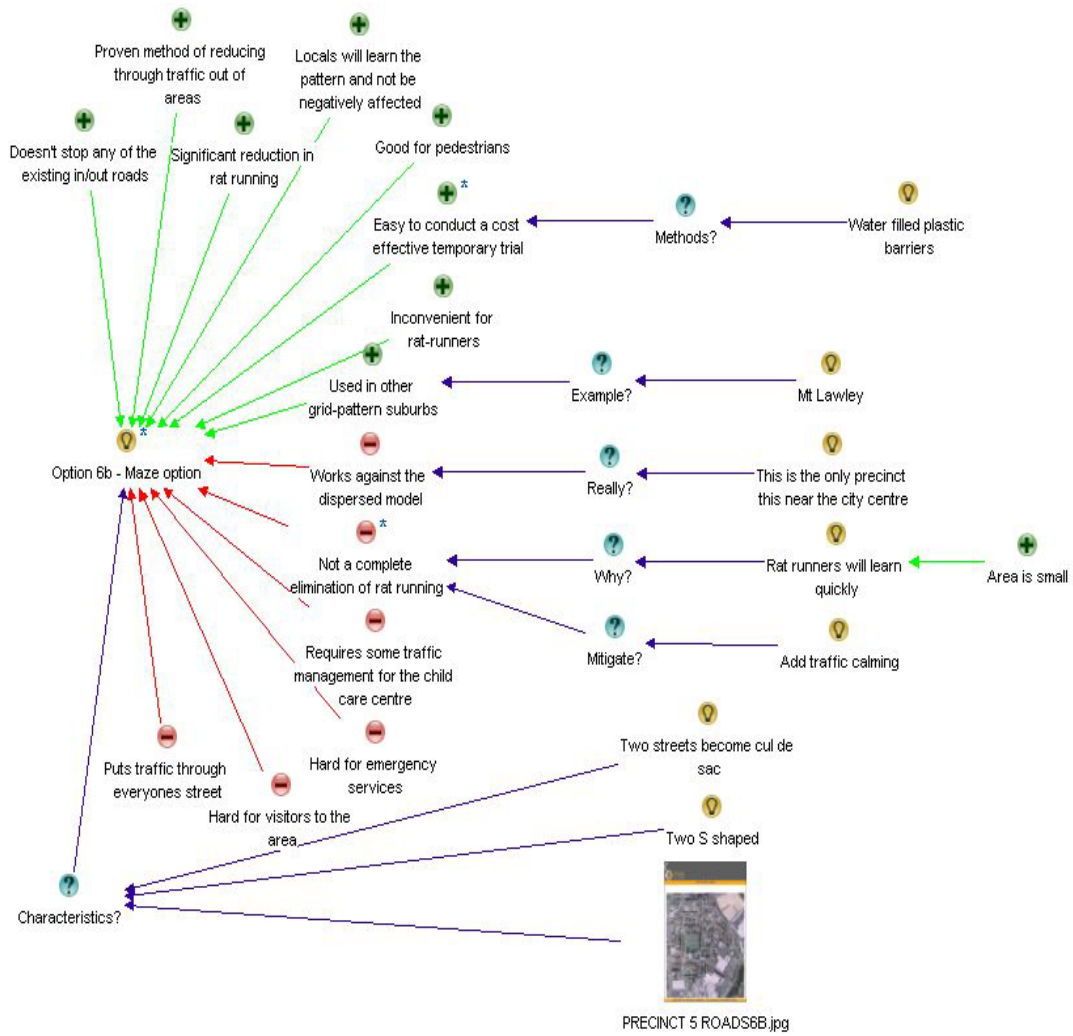 Proven method of reducing
through traffic out of
areas
Locals will learn the
pattern and not be
negatively affected
Doesn't stop any of the
existing in/out roads
Significant reduction in
rat running
Good for pedestrians
*
Easy to conduct a cost
effective temporary trial
?
Methods?
Water filled plastic
barriers
Inconvenient for
rat-runners
Used in other
grid-pattern suburbs
?
Example?
Mt Lawley
*
Option 6b - Maze option
Works against the
dispersed model
?
Really?
This is the only precinct
this near the city centre
*
Not a complete
elimination of rat running
?
Why?
Rat runners will learn
quickly
Area is small
?
Mitigate?
Add traffic calming
Requires some traffic
management for the child
care centre
Hard for emergency
services
Puts traffic through
everyones street
Hard for visitors to the
area
Two streets become cul de
sac
Two S shaped
?
Characteristics?
PRECINCT 5 ROADS6B.jpg